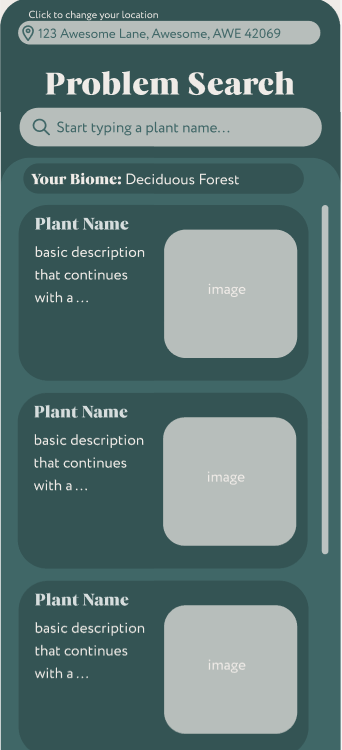 Click to change your location
123 Awesome Lane, Awesome, AWE 42069
Problem Search
Start typing a plant name...
Your Biome: Deciduous Forest
Plant Name
basic description
that continues
with a ...
image
Plant Name
basic description
that continues
with a ...
image
Plant Name
basic description
that continues
with a ...
image